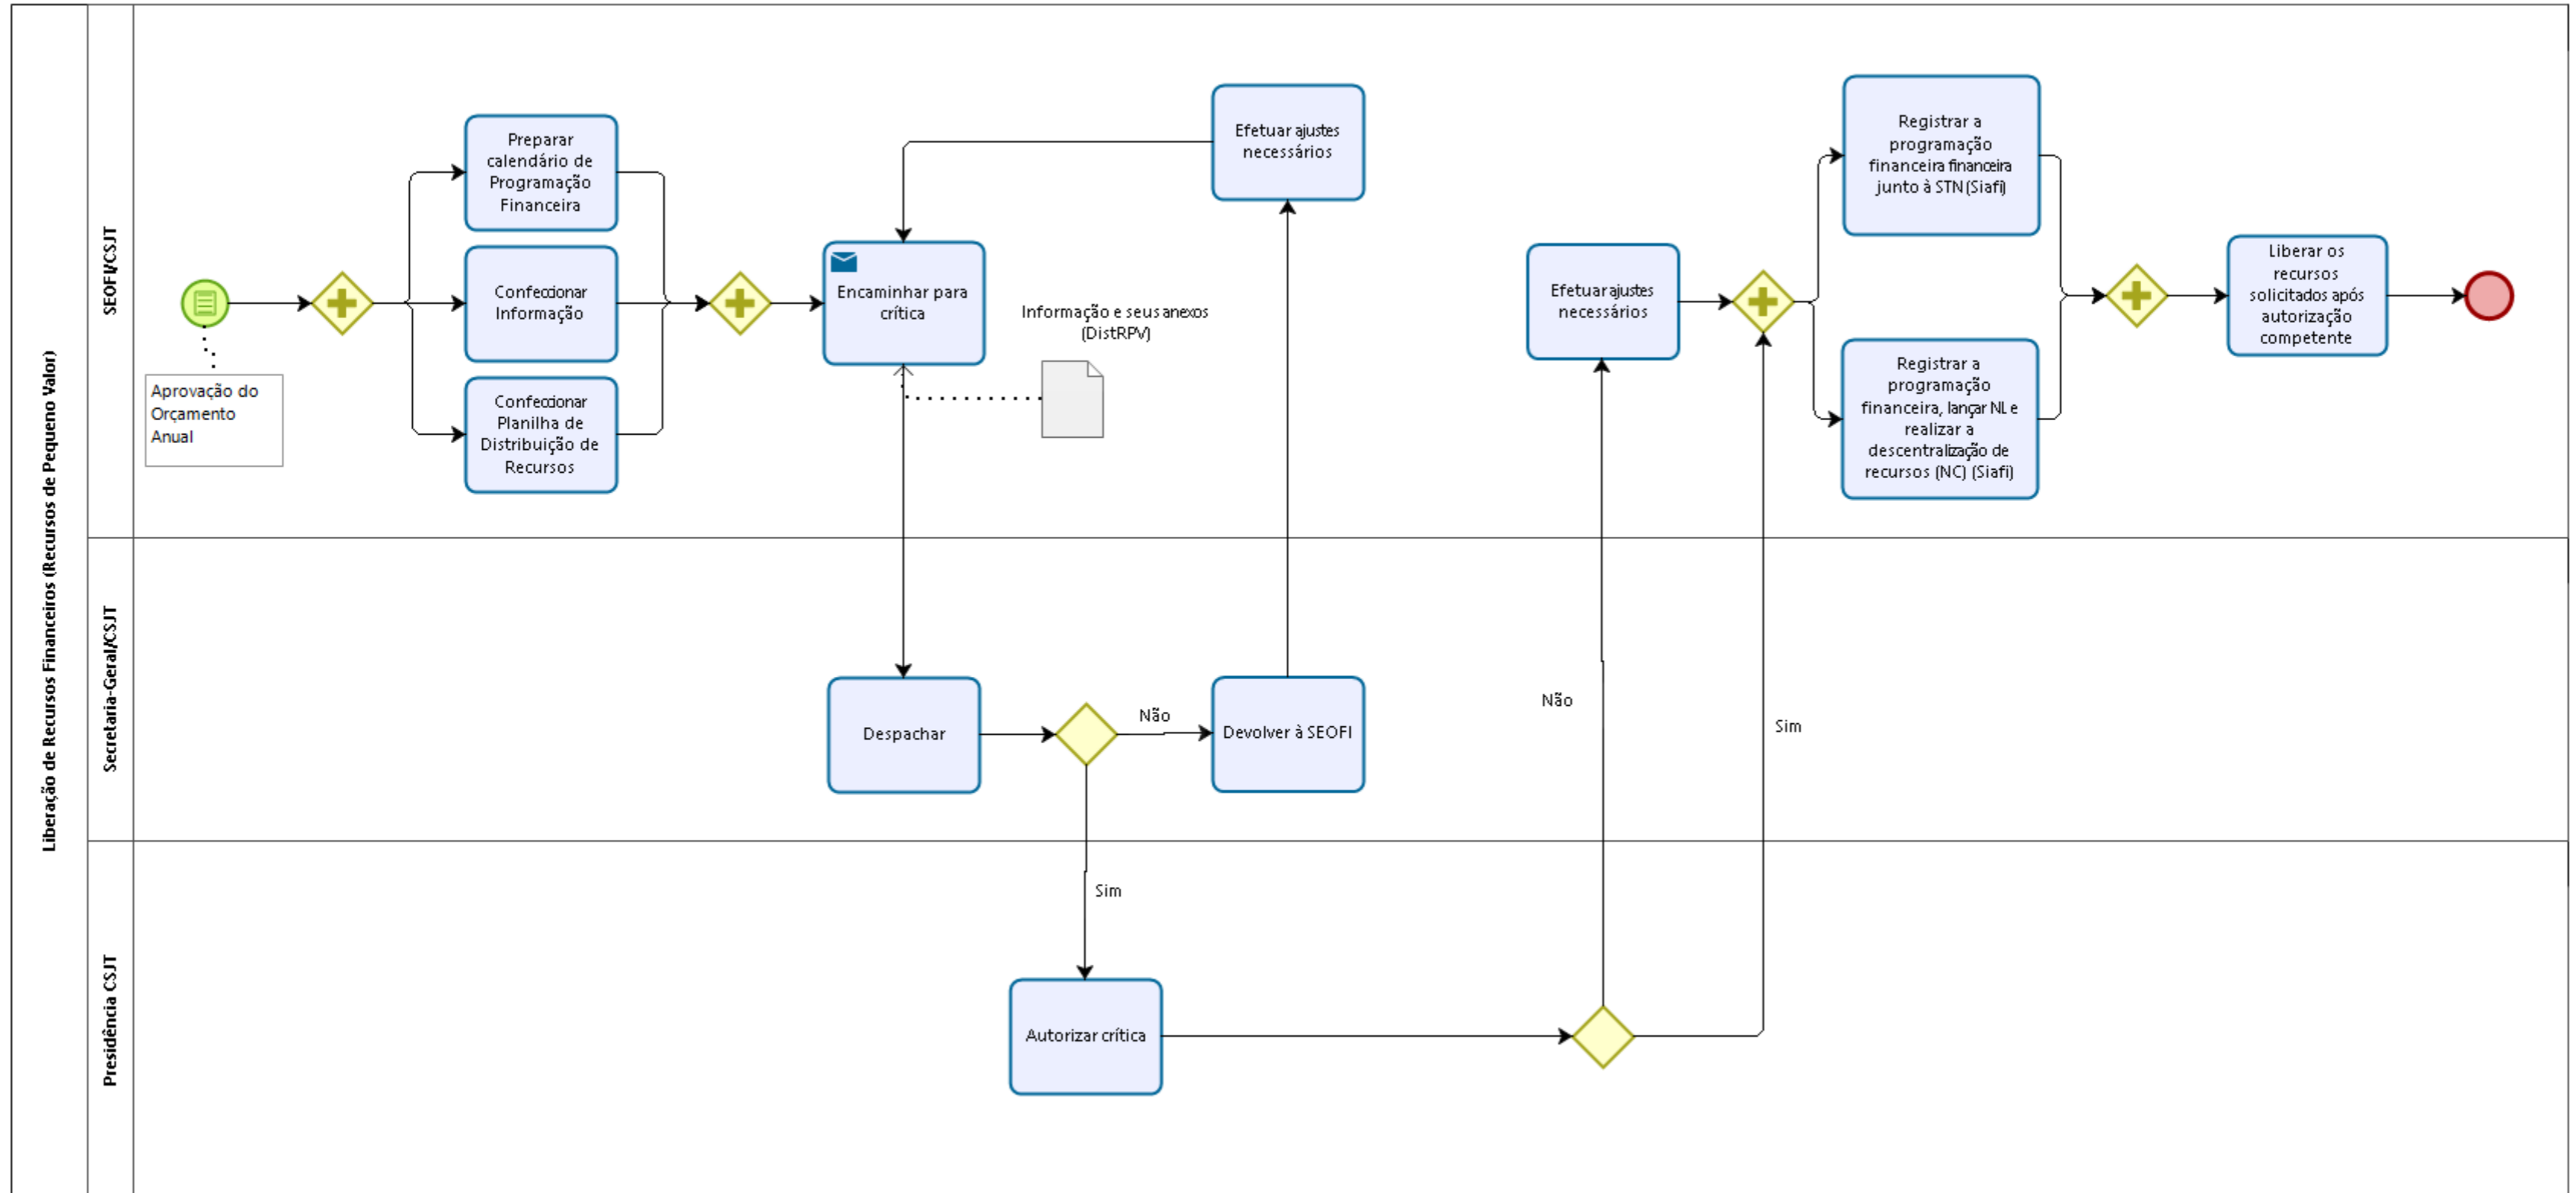 Liberação de Recursos Financeiros (Recursos de Pequeno Valor)
SEOFI/CSJT
Aprovação do
Orçamento
Anual
Preparar
calendário de
Programação
Financeira
Confeccionar
Informação
Confeccionar
Planilha de
Distribuição de
Recursos
Encaminhar para
crítica
Informação e seus anexos
(DistRPV)
Efetuar ajustes
necessários
Efetuar ajustes
necessários
Registrar a
programação
financeira financeira
junto à STN (Siafi)
Registrar a
programação
financeira, lançar NL e
realizar a
descentralização de
recursos (NC) (Siafi)
Liberar os
recursos
solicitados após
autorização
competente
Secretaria-Geral/CSJT
Despachar
Não
Devolver à SEOFI
Não
Sim
Presidência CSJT
Sim
Autorizar crítica